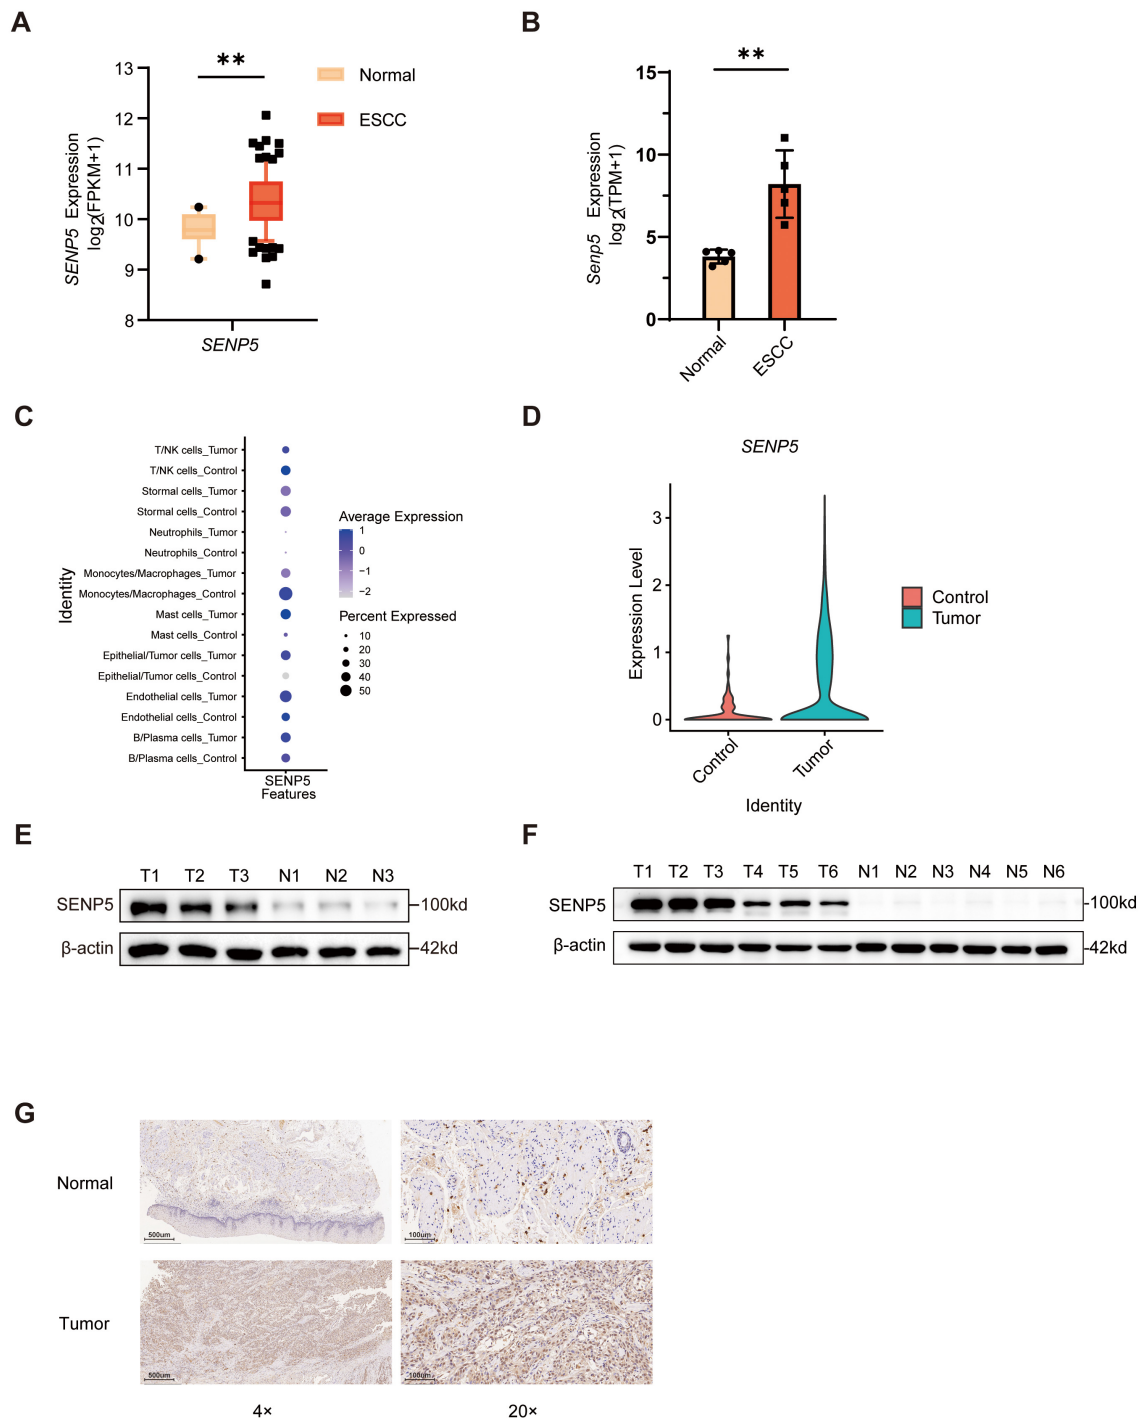 A
**
13
12
11
10
9
8
SENP5 Expression
log2(FPKM+1)
SENP5
Normal
ESCC
B
**
15
10
5
0
Senp5 Expression
log2(TPM+1)
Normal
ESCC
C
Identity
T/NK cells_Tumor
T/NK cells_Control
Stormal cells_Tumor
Stormal cells_Control
Neutrophils_Tumor
Neutrophils_Control
Monocytes/Macrophages_Tumor
Monocytes/Macrophages_Control
Mast cells_Tumor
Mast cells_Control
Epithelial/Tumor cells_Tumor
Epithelial/Tumor cells_Control
Endothelial cells_Tumor
Endothelial cells_Control
B/Plasma cells_Tumor
B/Plasma cells_Control
SENP5
Features
Average Expression
1
0
−1
−2
Percent Expressed
10
20
30
40
50
D
SENP5
Expression Level
3
2
1
0
Control
Tumor
Identity
Control
Tumor
E
T1 T2 T3 N1 N2 N3
SENP5 100kd
β-actin 42kd
F
T1 T2 T3 T4 T5 T6 N1 N2 N3 N4 N5 N6
SENP5 100kd
β-actin 42kd
G
Normal
500um
100um
Tumor
500um
100um
4×
20×